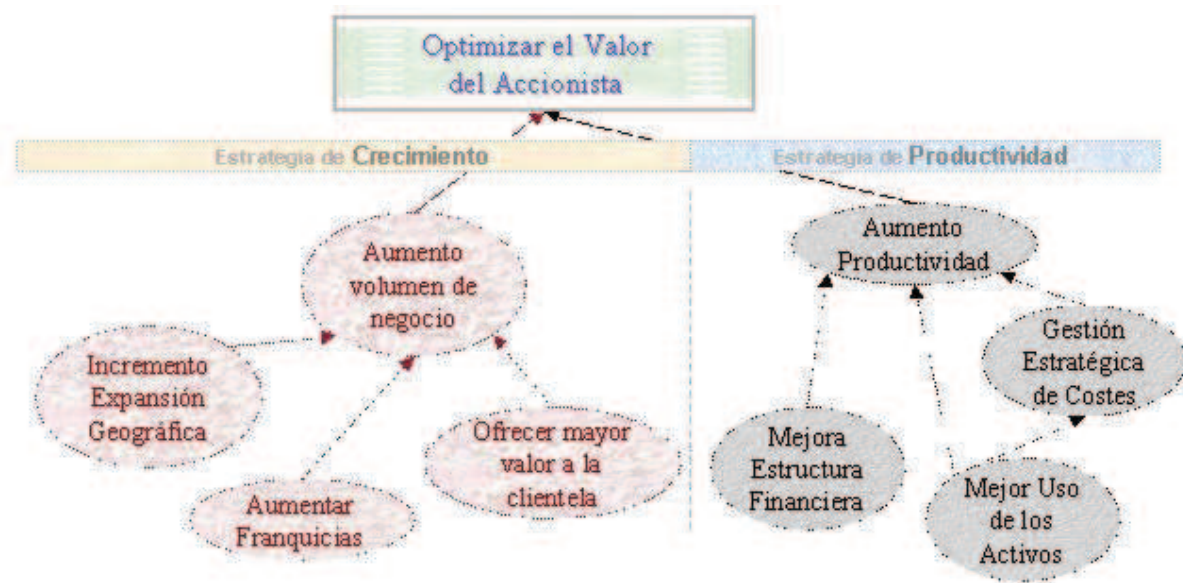 Optimizar el Valor
del Accionista
Estrategia de Crecimiento
Estrategia de Productividad
Aumento
volumen de
negocio
Incremento
Expansión
Geográfica
Aumentar
Franquicias
Ofrecer mayor
valor a la
clientela
Aumento
Productividad
Mejora
Estructura
Financiera
Gestión
Estratégica
de Costes
Mejor Uso
de los
Activos